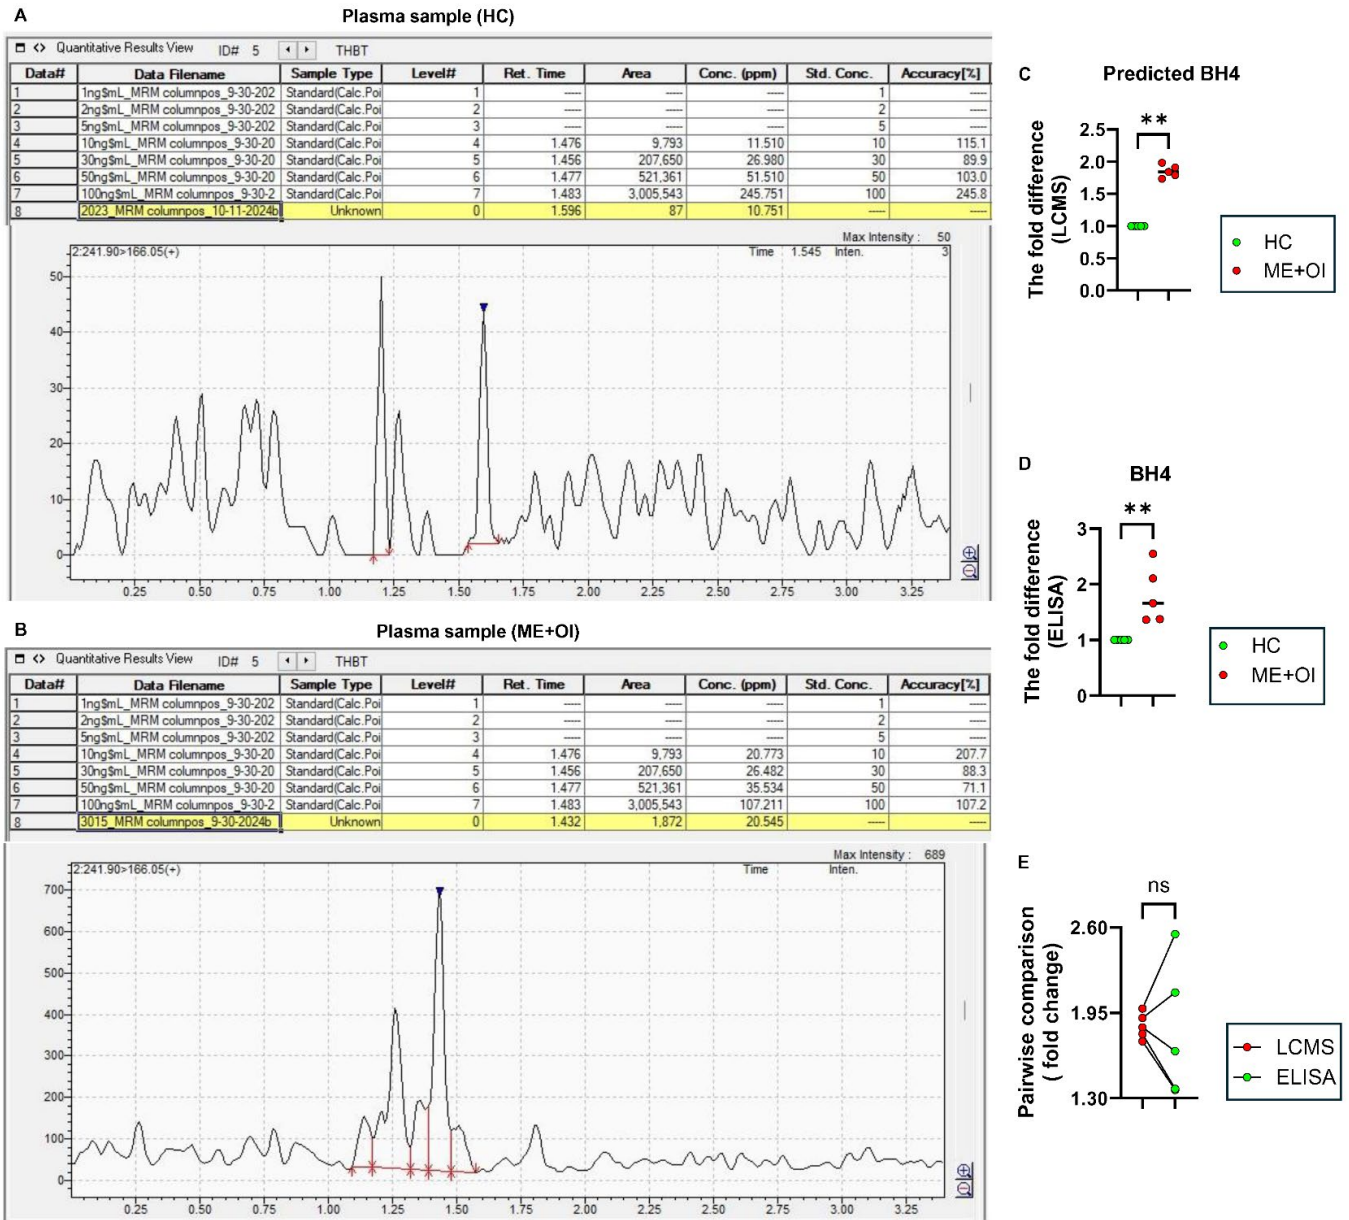 A
Plasma sample (HC)
Quantitative Results View ID# 5 THBT
Data# Data Filename Sample Type Level# Ret. Time Area Conc. (ppm) Std. Conc. Accuracy[%]
1 1ng$mL_MRM columnpos_9-30-202 Standard(Calc.Poi 1 ----- ----- ----- 1 -----
2 2ng$mL_MRM columnpos_9-30-202 Standard(Calc.Poi 2 ----- ----- ----- 2 -----
3 5ng$mL_MRM columnpos_9-30-202 Standard(Calc.Poi 3 ----- ----- ----- 5 -----
4 10ng$mL_MRM columnpos_9-30-20 Standard(Calc.Poi 4 1.476 9,793 11.510 10 115.1
5 30ng$mL_MRM columnpos_9-30-20 Standard(Calc.Poi 5 1.456 207,650 26.980 30 89.9
6 50ng$mL_MRM columnpos_9-30-20 Standard(Calc.Poi 6 1.477 521,361 51.510 50 103.0
7 100ng$mL_MRM columnpos_9-30-2 Standard(Calc.Poi 7 1.483 3,005,543 245.751 100 245.8
8 2023_MRM columnpos_10-11-2024b Unknown 0 1.596 87 10.751 ----- -----
Max Intensity : 50
2:241.90>166.05(+) Time 1.545 Inten. 3
50
40
30
20
10
0
0.25 0.50 0.75 1.00 1.25 1.50 1.75 2.00 2.25 2.50 2.75 3.00 3.25
B
Plasma sample (ME+OI)
Quantitative Results View ID# 5 THBT
Data# Data Filename Sample Type Level# Ret. Time Area Conc. (ppm) Std. Conc. Accuracy[%]
1 1ng$mL_MRM columnpos_9-30-202 Standard(Calc.Poi 1 ----- ----- ----- 1 -----
2 2ng$mL_MRM columnpos_9-30-202 Standard(Calc.Poi 2 ----- ----- ----- 2 -----
3 5ng$mL_MRM columnpos_9-30-202 Standard(Calc.Poi 3 ----- ----- ----- 5 -----
4 10ng$mL_MRM columnpos_9-30-20 Standard(Calc.Poi 4 1.476 9,793 20.773 10 207.7
5 30ng$mL_MRM columnpos_9-30-20 Standard(Calc.Poi 5 1.456 207,650 26.482 30 88.3
6 50ng$mL_MRM columnpos_9-30-20 Standard(Calc.Poi 6 1.477 521,361 35.534 50 71.1
7 100ng$mL_MRM columnpos_9-30-2 Standard(Calc.Poi 7 1.483 3,005,543 107.211 100 107.2
8 3015_MRM columnpos_9-30-2024b Unknown 0 1.432 1,872 20.545 ----- -----
Max Intensity : 689
2:241.90>166.05(+) Time Inten.
700
600
500
400
300
200
100
0
0.25 0.50 0.75 1.00 1.25 1.50 1.75 2.00 2.25 2.50 2.75 3.00 3.25
C
Predicted BH4
The fold difference
(LCMS)
**
2.5
2.0
1.5
1.0
0.5
0.0
HC
ME+OI
D
BH4
The fold difference
(ELISA)
**
3
2
1
0
HC
ME+OI
E
Pairwise comparison
( fold change)
ns
2.60
1.95
1.30
LCMS
ELISA